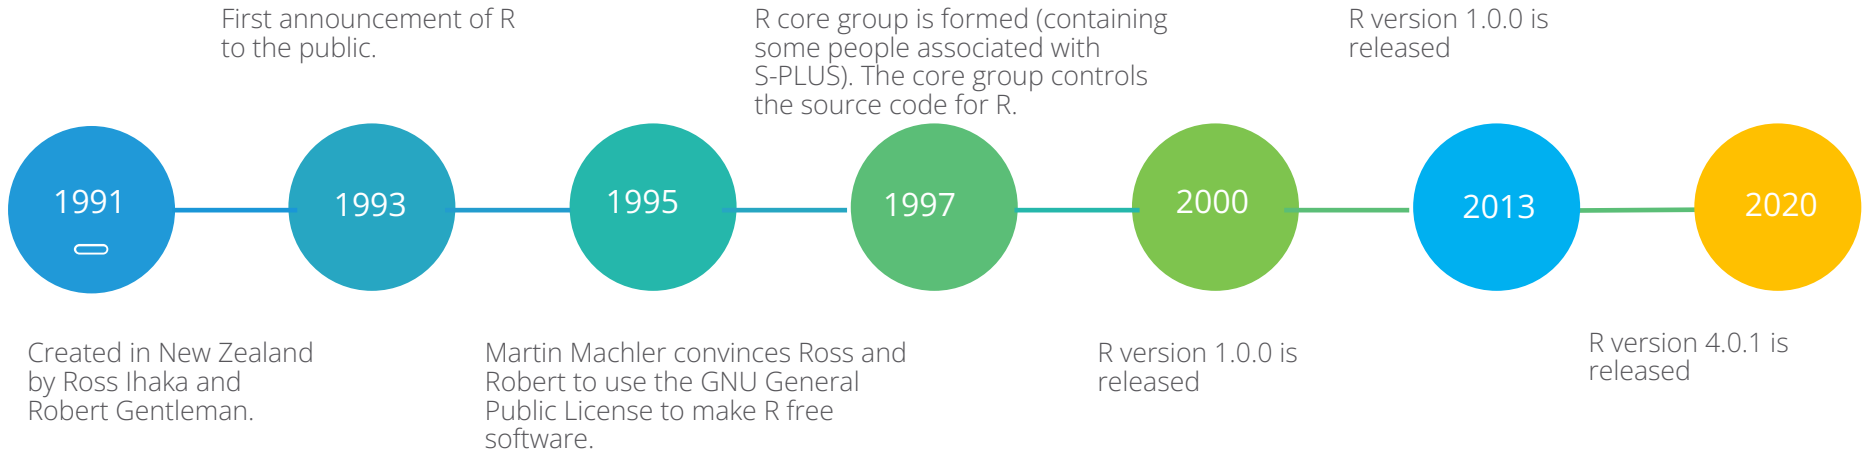 First announcement of R
to the public.
R core group is formed (containing
some people associated with
S-PLUS). The core group controls
the source code for R.
R version 1.0.0 is
released
1991
1993
1995
1997
2000
2013
2020
Created in New Zealand
by Ross Ihaka and
Robert Gentleman.
Martin Machler convinces Ross and
Robert to use the GNU General
Public License to make R free
software.
R version 1.0.0 is
released
R version 4.0.1 is
released